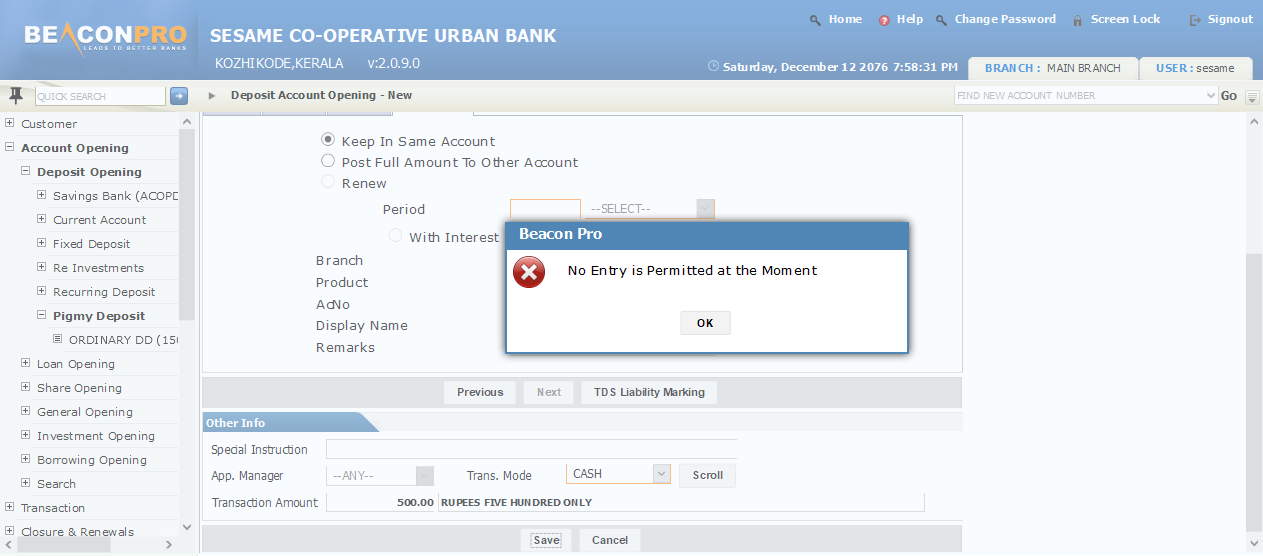 Home
Help
Change Password
Screen Lock
Signout
BEACONPRO
LEADS TO BETTER BANKS
SESAME CO-OPERATIVE URBAN BANK
KOZHIKODE,KERALA v:2.0.9.0
Saturday, December 12 2076 7:58:31 PM
BRANCH : MAIN BRANCH
USER : sesame
QUICK SEARCH
Deposit Account Opening - New
FIND NEW ACCOUNT NUMBER
Go
Customer
Account Opening
Deposit Opening
Savings Bank (ACOPD
Current Account
Fixed Deposit
Re Investments
Recurring Deposit
Pigmy Deposit
ORDINARY DD (150
Loan Opening
Share Opening
General Opening
Investment Opening
Borrowing Opening
Search
Transaction
Closure & Renewals
Keep In Same Account
Post Full Amount To Other Account
Renew
Period
--SELECT--
With Interest
Branch
Product
AcNo
Display Name
Remarks
Beacon Pro
No Entry is Permitted at the Moment
OK
Previous
Next
TDS Liability Marking
Other Info
Special Instruction
App. Manager
--ANY--
Trans. Mode
CASH
Scroll
Transaction Amount
500.00
RUPEES FIVE HUNDRED ONLY
Save
Cancel